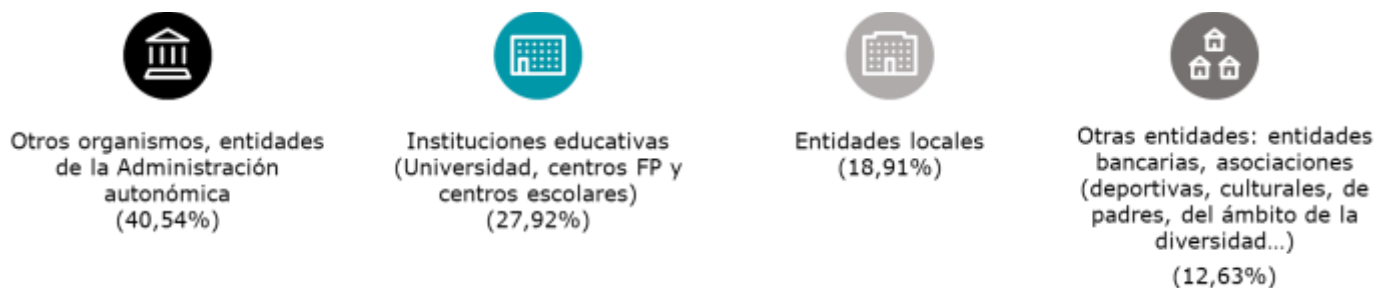 Otros organismos, entidades
de la Administración
autonómica
(40,54%)
Instituciones educativas
(Universidad, centros FP y
centros escolares)
(27,92%)
Entidades locales
(18,91%)
Otras entidades: entidades
bancarias, asociaciones
(deportivas, culturales, de
padres, del ámbito de la
diversidad…)
(12,63%)